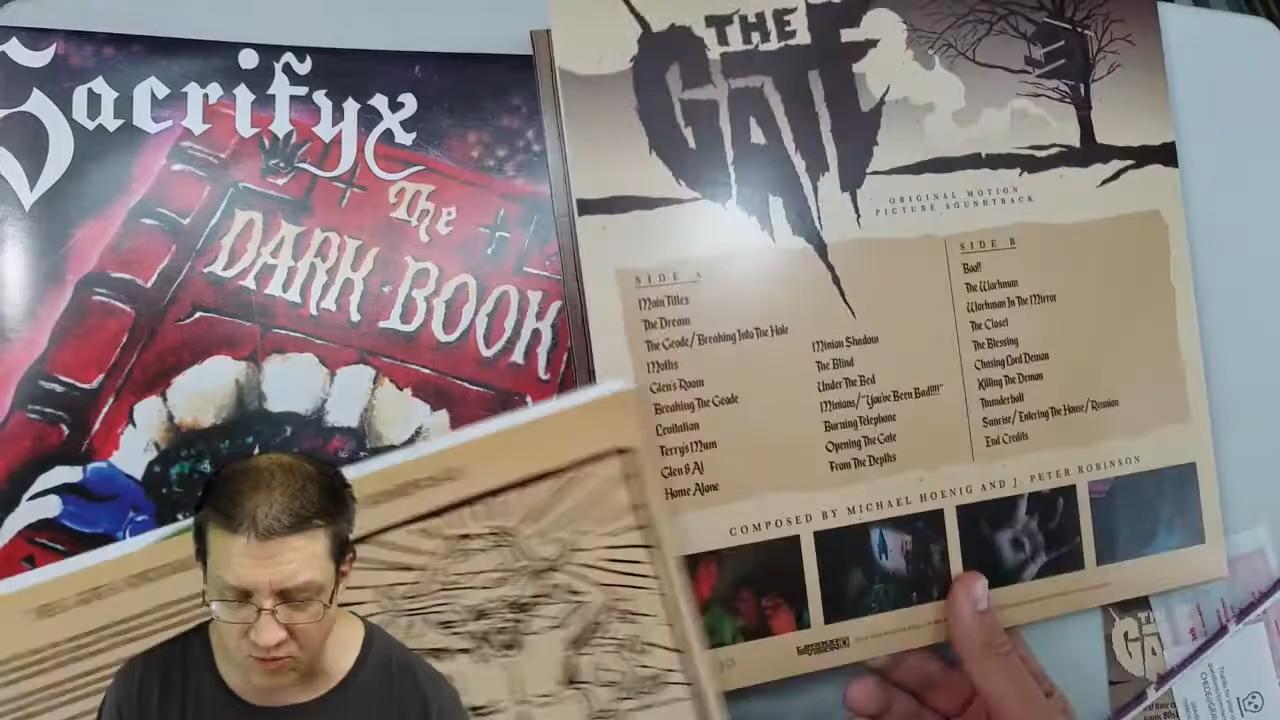 Sacrifyx
The
DARK BOOK
THE
GATE
ORIGINAL MOTION
PICTURE SOUNDTRACK
SIDE A
Main Titles
The Dream
The Geode/Breaking Into The Hole
Moths
Glen's Room
Breaking The Geode
Levitation
Terry's Mum
Glen & Al
Home Alone
Minion Shadow
The Blind
Under The Bed
Minions/"You've Been Bad!!!!"
Burning Telephone
Opening The Gate
From The Depths
SIDE B
Boo!!
The Workman
Workman In The Mirror
The Closet
The Blessing
Chasing Lord Demon
Killing The Demon
Thunderbolt
Sunrise/Entering The House/Reunion
End Credits
COMPOSED BY MICHAEL HOENIG AND J. PETER ROBINSON